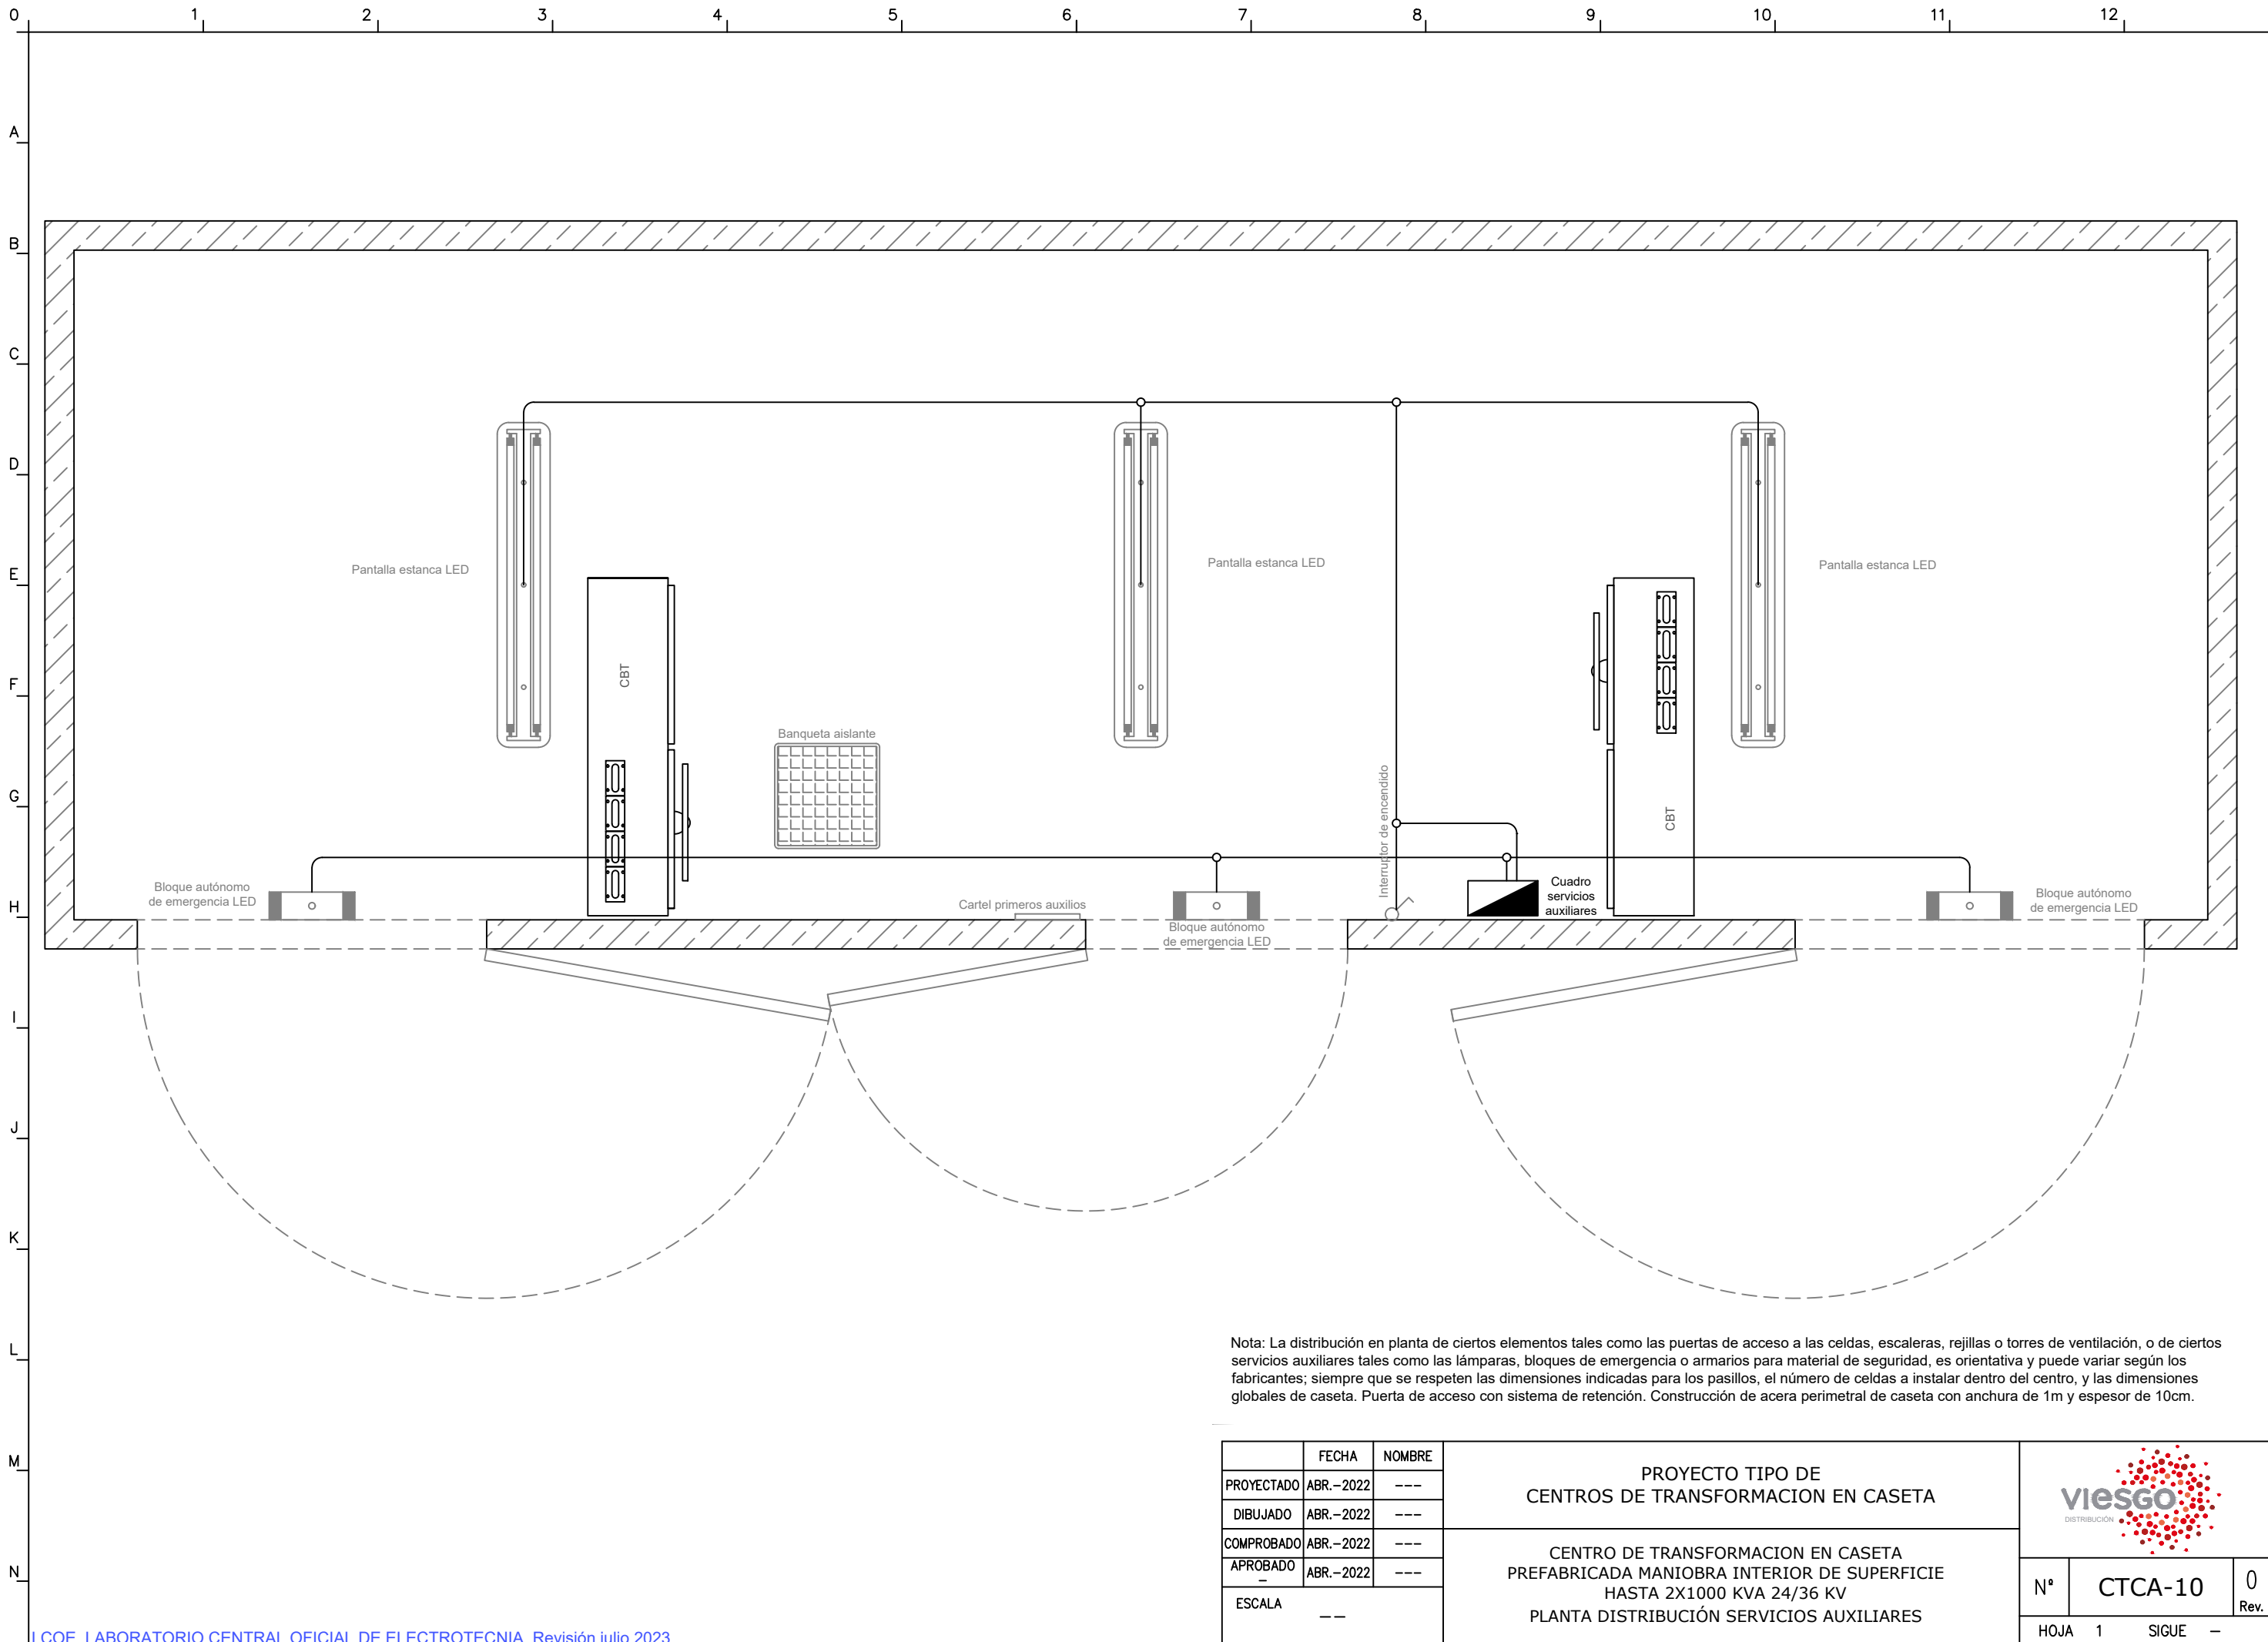 0 1 2 3 4 5 6 7 8 9 10 11 12
A
B
C
D
E
F
G
H
I
J
K
L
M
N
Pantalla estanca LED
Pantalla estanca LED
Pantalla estanca LED
CBT
Banqueta aislante
Interruptor de encendido
CBT
Bloque autónomo
de emergencia LED
Cartel primeros auxilios
Bloque autónomo
de emergencia LED
Cuadro
servicios
auxiliares
Bloque autónomo
de emergencia LED
Nota: La distribución en planta de ciertos elementos tales como las puertas de acceso a las celdas, escaleras, rejillas o torres de ventilación, o de ciertos
servicios auxiliares tales como las lámparas, bloques de emergencia o armarios para material de seguridad, es orientativa y puede variar según los
fabricantes; siempre que se respeten las dimensiones indicadas para los pasillos, el número de celdas a instalar dentro del centro, y las dimensiones
globales de caseta. Puerta de acceso con sistema de retención. Construcción de acera perimetral de caseta con anchura de 1m y espesor de 10cm.
FECHA NOMBRE
PROYECTADO ABR.-2022 ---
DIBUJADO ABR.-2022 ---
COMPROBADO ABR.-2022 ---
APROBADO - ABR.-2022 ---
ESCALA --
PROYECTO TIPO DE
CENTROS DE TRANSFORMACION EN CASETA
CENTRO DE TRANSFORMACION EN CASETA
PREFABRICADA MANIOBRA INTERIOR DE SUPERFICIE
HASTA 2X1000 KVA 24/36 KV
PLANTA DISTRIBUCIÓN SERVICIOS AUXILIARES
viesgo
DISTRIBUCIÓN
Nº CTCA-10 0
Rev.
HOJA 1 SIGUE -
LCOE. LABORATORIO CENTRAL OFICIAL DE ELECTROTECNIA. Revisión julio 2023